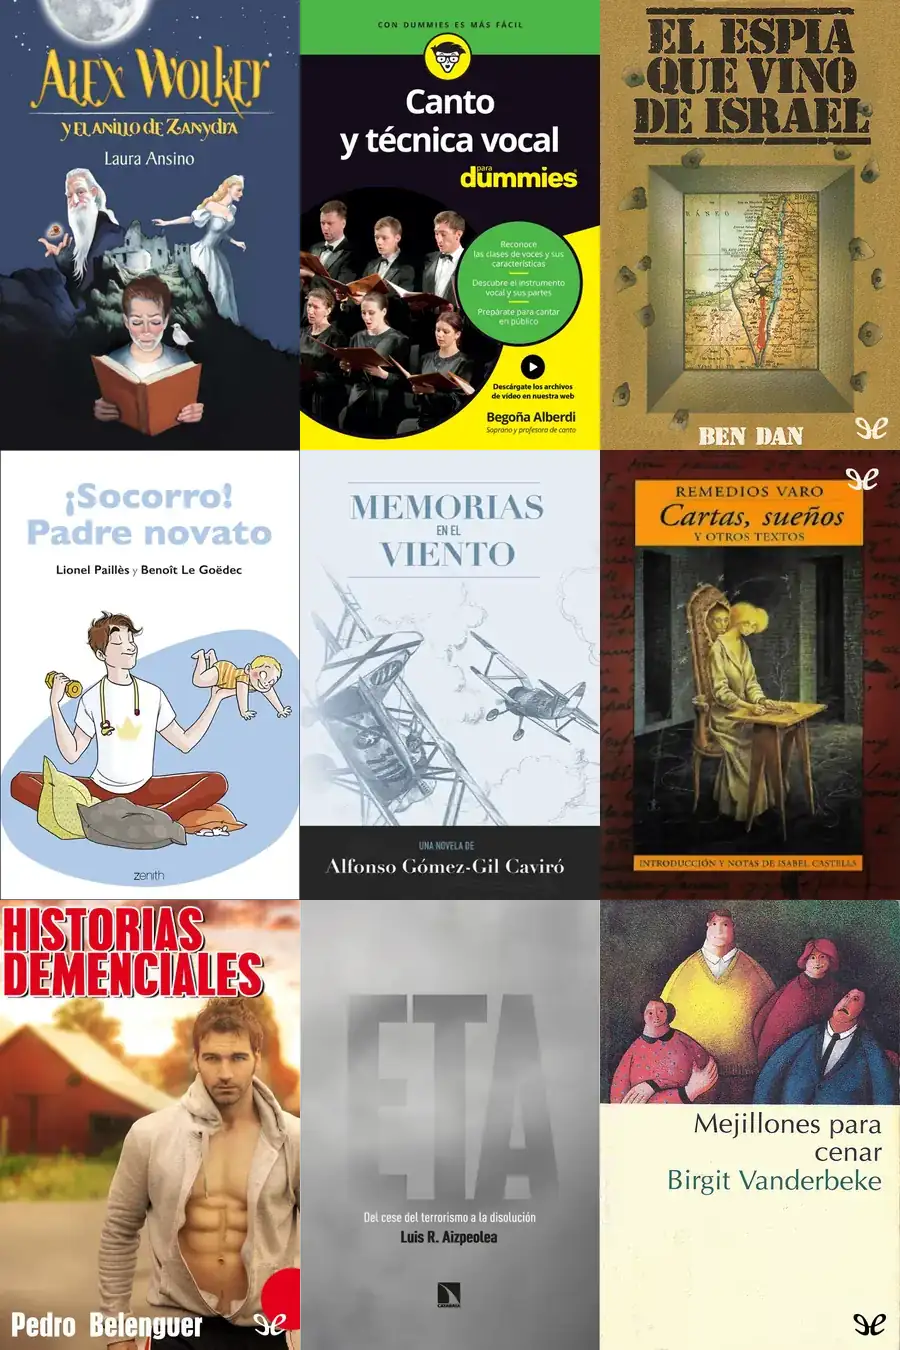 ALEX WOLKER
Y EL ANILLO DE ZANYDRA
Laura Ansino
CON DUMMIES ES MÁS FÁCIL
Canto
y técnica vocal
para
dummies
Reconoce
las clases de voces y sus
características
Descubre el instrumento
vocal y sus partes
Prepárate para cantar
en público
Descárgate los archivos
de vídeo en nuestra web
Begoña Alberdi
Soprano y profesora de canto
EL ESPIA
QUE VINO
DE ISRAEL
BEN DAN
¡Socorro!
Padre novato
Lionel Paillès y Benoît Le Goëdec
zenith
MEMORIAS
EN EL
VIENTO
UNA NOVELA DE
Alfonso Gómez-Gil Caviró
REMEDIOS VARO
Cartas, sueños
Y OTROS TEXTOS
INTRODUCCIÓN Y NOTAS DE ISABEL CASTELLS
HISTORIAS
DEMENCIALES
Pedro Belenguer
ETA
Del cese del terrorismo a la disolución
Luis R. Aizpeolea
CATARATA
Mejillones para
cenar
Birgit Vanderbeke